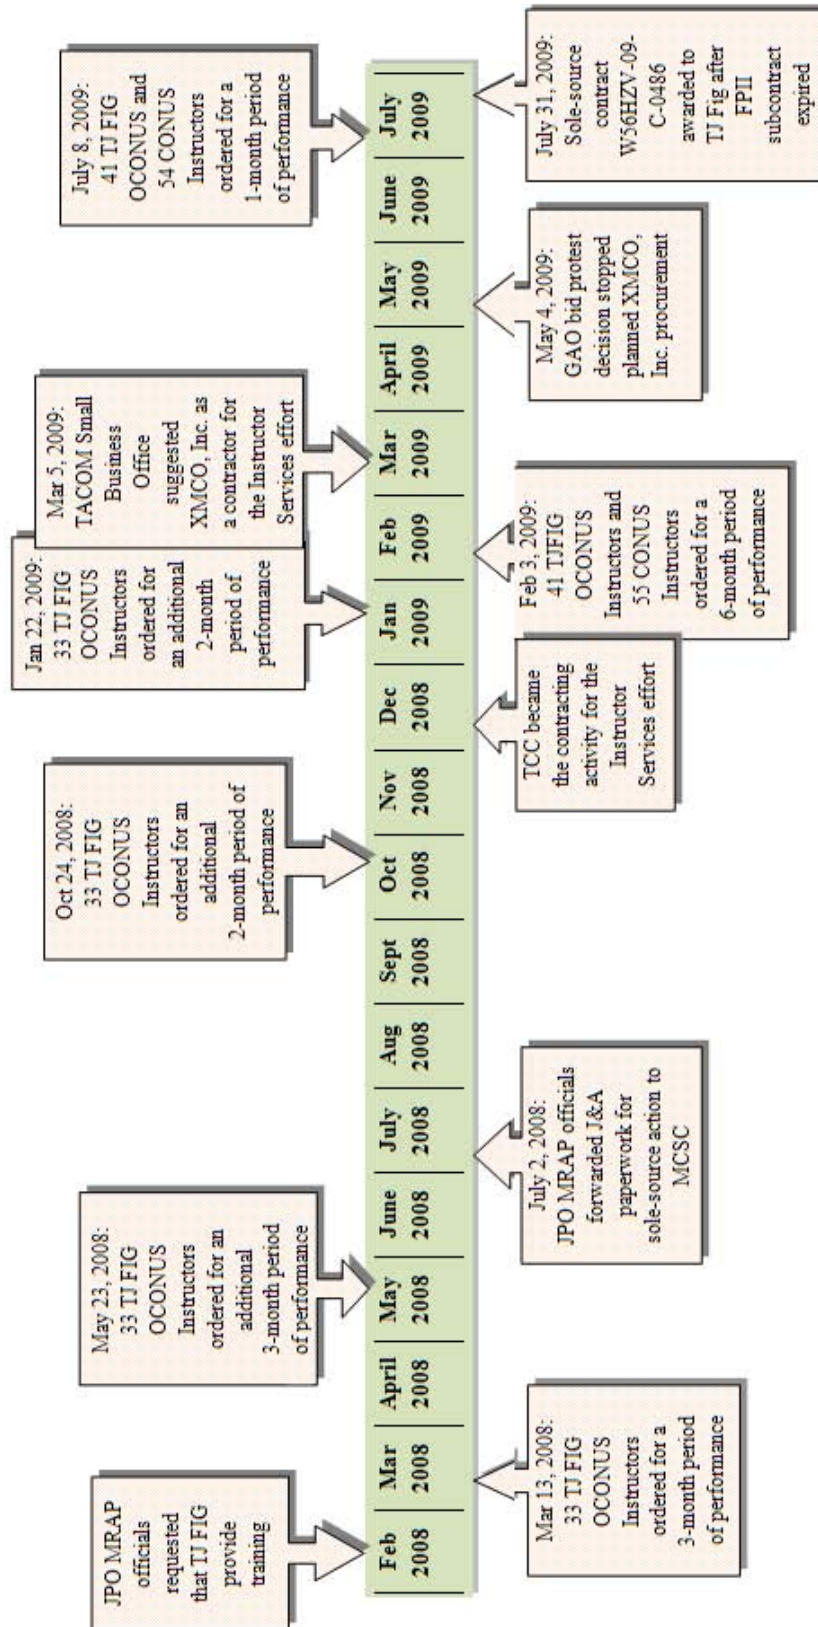 JPO MRAP
officials
requested
that TJ FIG
provide
training
May 23, 2008:
33 TJ FIG
OCONUS
Instructors
ordered for an
additional
3-month period
of performance
Oct 24, 2008:
33 TJ FIG
OCONUS
Instructors
ordered for an
additional
2-month period of
performance
Jan 22, 2009:
33 TJ FIG
OCONUS
Instructors
ordered for
an additional
2-month
period of
performance
Mar 5, 2009:
TACOM Small
Business
Office
suggested
XMCO, Inc. as
a contractor for
the Instructor
Services effort
July 8, 2009:
41 TJ FIG
OCONUS and
54 CONUS
Instructors
ordered for a
1-month period
of performance
Feb
2008
Mar
2008
April
2008
May
2008
June
2008
July
2008
Aug
2008
Sept
2008
Oct
2008
Nov
2008
Dec
2008
Jan
2009
Feb
2009
Mar
2009
April
2009
May
2009
June
2009
July
2009
Mar 13, 2008:
33 TJ FIG
OCONUS
Instructors
ordered for a
3-month period
of performance
July 2, 2008:
JPO MRAP officials
forwarded J&A
paperwork for
sole-source action to
MCSC
TCC became
the contracting
activity for the
Instructor
Services effort
Feb 3, 2009:
41 TJFIG
OCONUS
Instructors and
55 CONUS
Instructors
ordered for a
6-month period
of performance
May 4, 2009:
GAO bid protest
decision stopped
planned XMCO,
Inc. procurement
July 31, 2009:
Sole-source
contract
W56HZV-09-
C-0486
awarded to
TJ Fig after
FPII
subcontract
expired